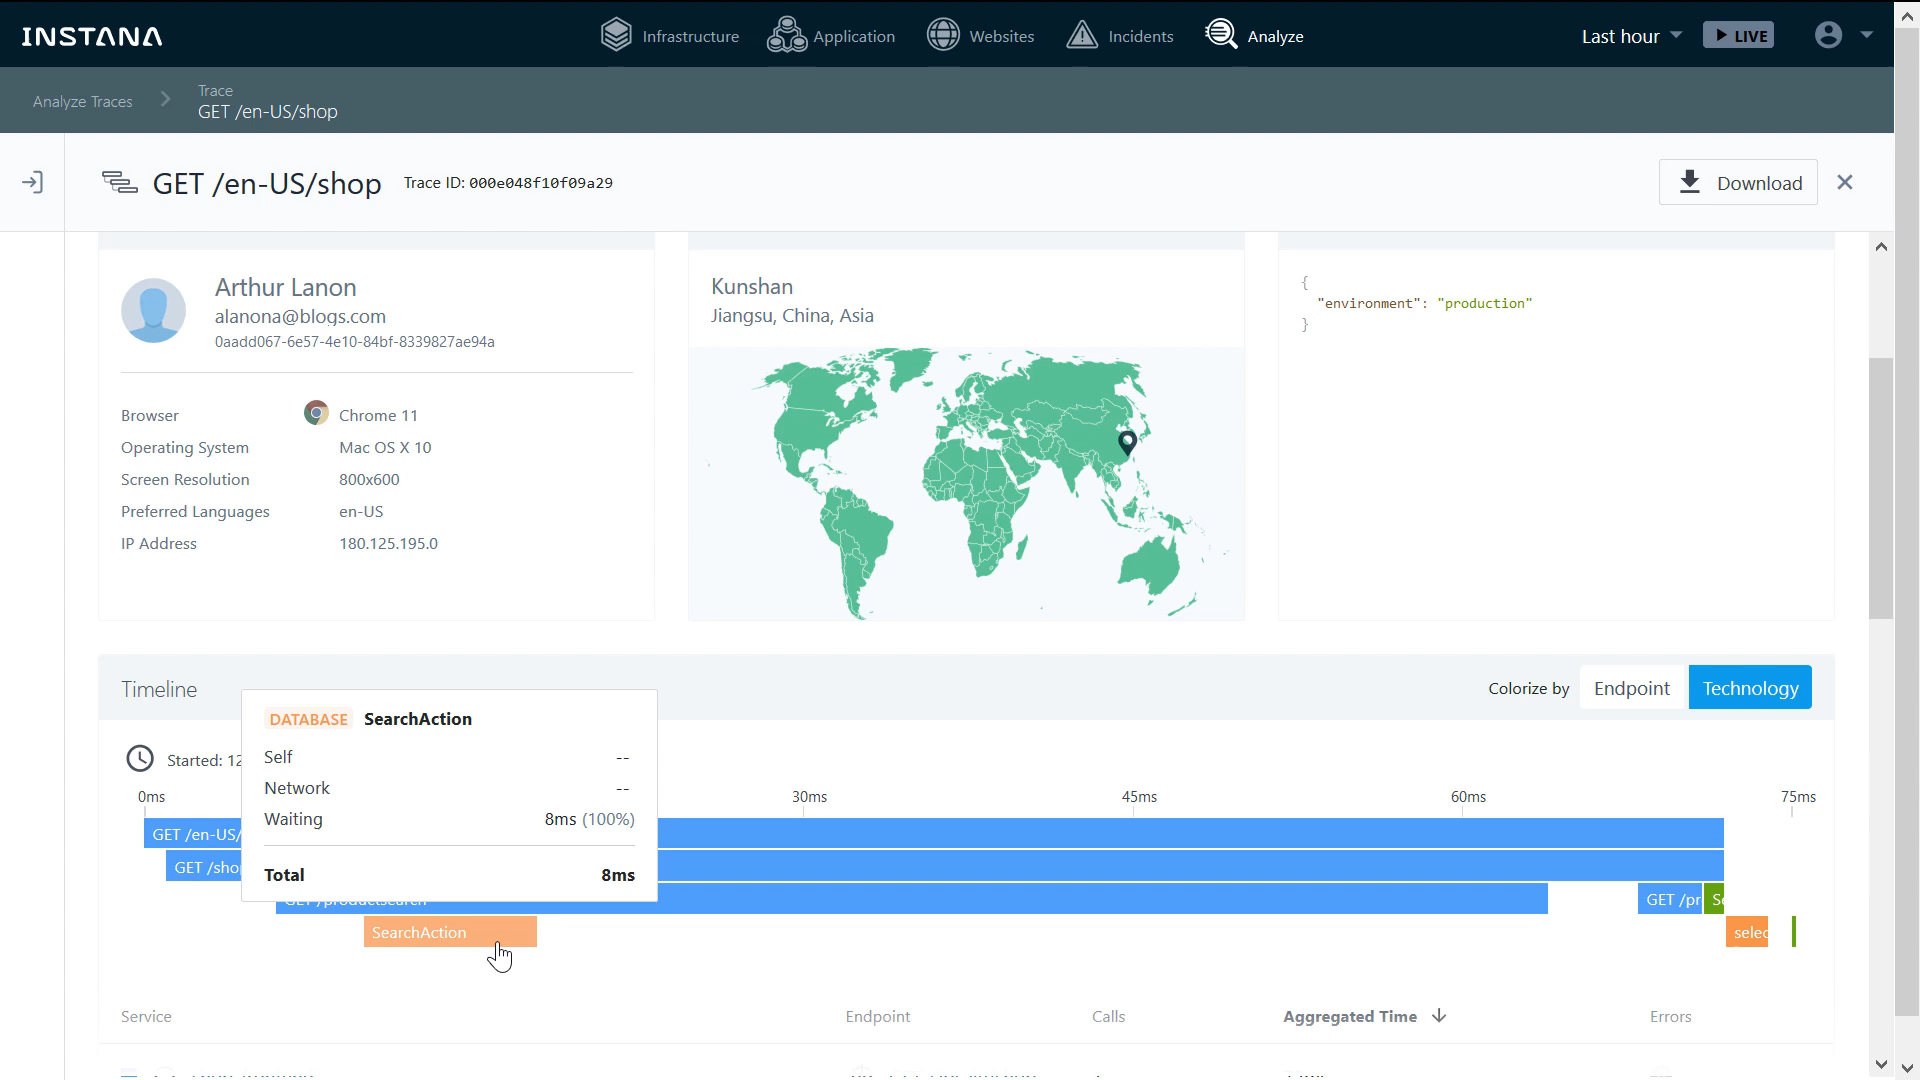 INSTANA
Infrastructure
Application
Websites
Incidents
Analyze
Last hour
LIVE
Analyze Traces
Trace
GET /en-US/shop
GET /en-US/shop
Trace ID: 000e048f10f09a29
Download
Arthur Lanon
alanona@blogs.com
0aadd067-6e57-4e10-84bf-8339827ae94a
Browser
Chrome 11
Operating System
Mac OS X 10
Screen Resolution
800x600
Preferred Languages
en-US
IP Address
180.125.195.0
Kunshan
Jiangsu, China, Asia
{
"environment": "production"
}
Timeline
Colorize by
Endpoint
Technology
DATABASE SearchAction
Self --
Network --
Waiting 8ms (100%)
Total 8ms
Started: 12
0ms
30ms
45ms
60ms
75ms
GET /en-US/
GET /sho
GET /productsearch
GET /pr
Se
SearchAction
selec
Service
Endpoint
Calls
Aggregated Time
Errors